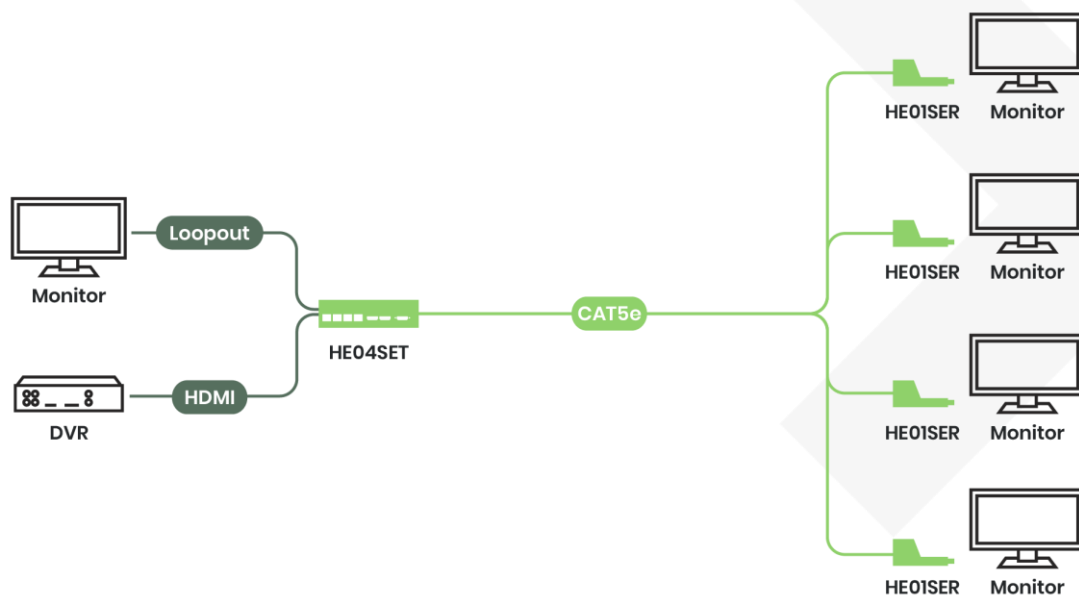 HE01SER Monitor
Loopout
HE01SER Monitor
Monitor
CAT5e
HE04SET
HDMI
DVR
HE01SER Monitor
HE01SER Monitor